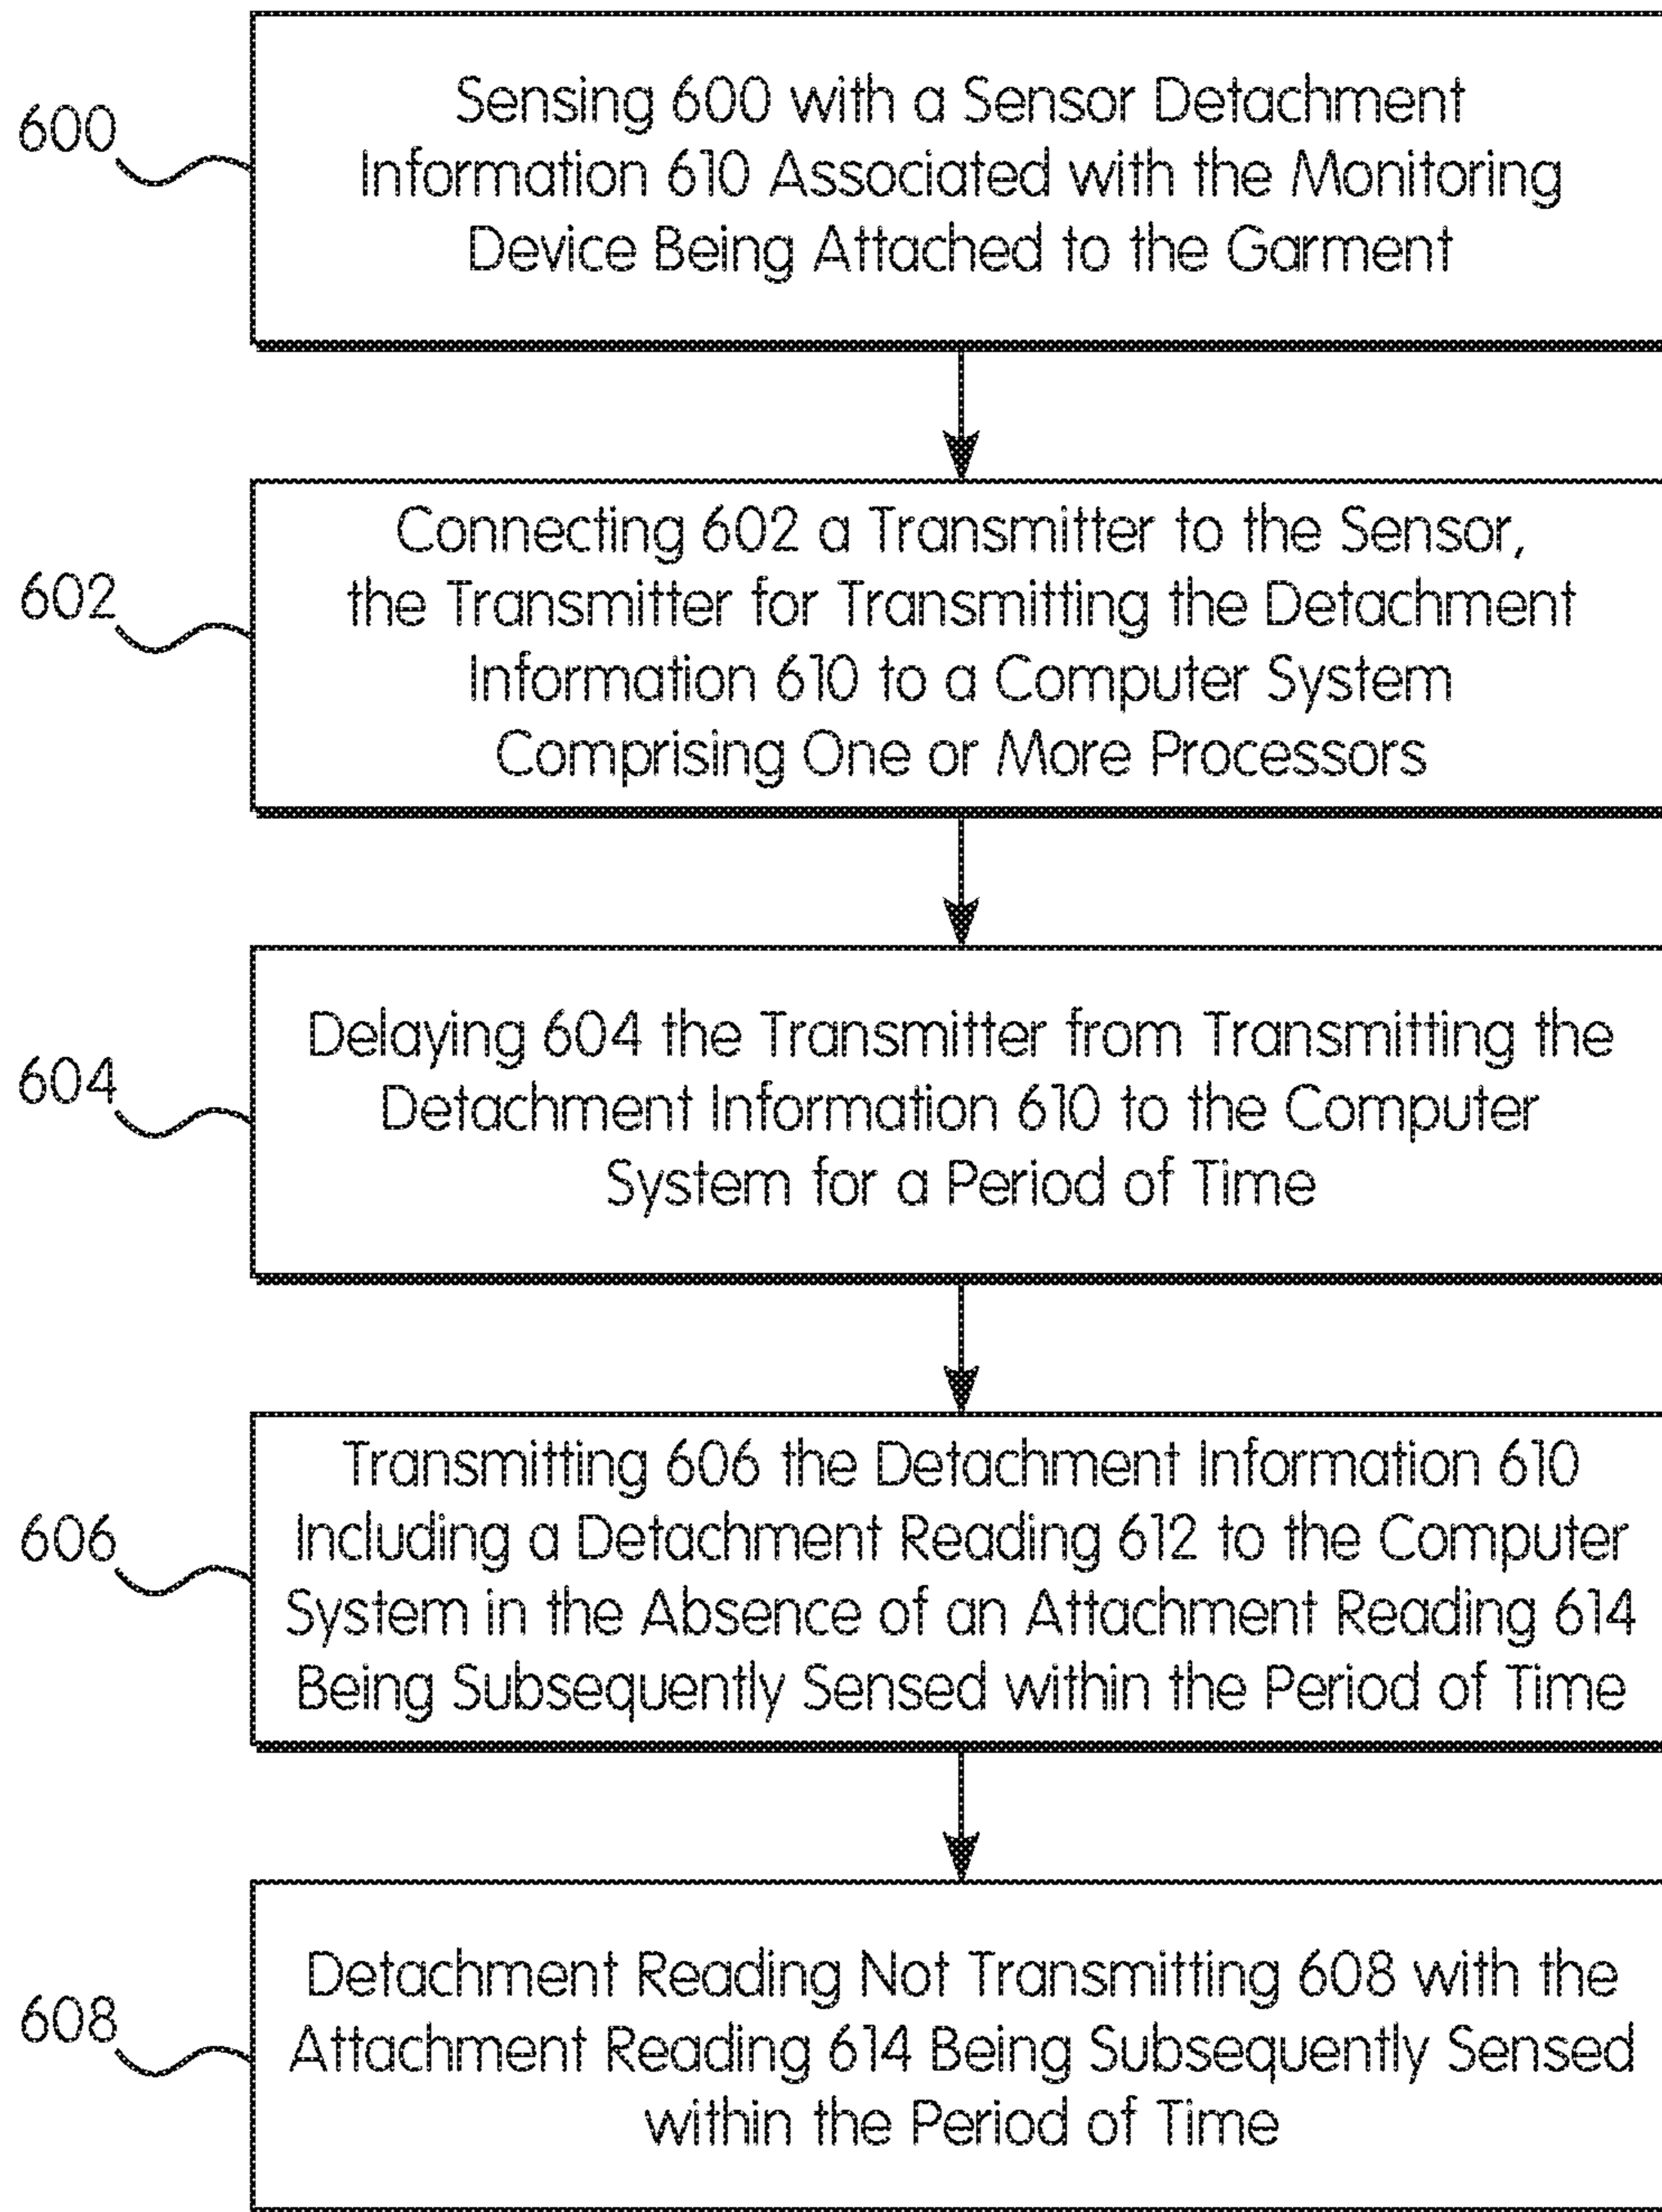 600
Sensing 600 with a Sensor Detachment
Information 610 Associated with the Monitoring
Device Being Attached to the Garment
602
Connecting 602 a Transmitter to the Sensor,
the Transmitter for Transmitting the Detachment
Information 610 to a Computer System
Comprising One or More Processors
604
Delaying 604 the Transmitter from Transmitting the
Detachment Information 610 to the Computer
System for a Period of Time
606
Transmitting 606 the Detachment Information 610
Including a Detachment Reading 612 to the Computer
System in the Absence of an Attachment Reading 614
Being Subsequently Sensed within the Period of Time
608
Detachment Reading Not Transmitting 608 with the
Attachment Reading 614 Being Subsequently Sensed
within the Period of Time